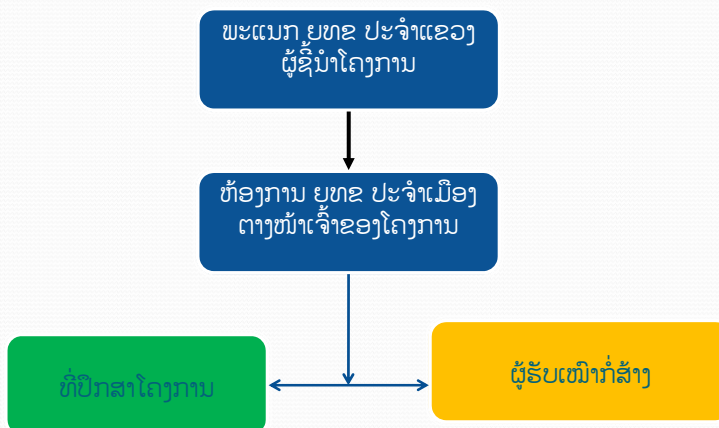 ພະແນກ ຍທຂ ປະຈຳແຂວງ
ຜູ້ຊີ້ນຳໂຄງການ
ຫ້ອງການ ຍທຂ ປະຈຳເມືອງ
ຕາງໜ້າເຈົ້າຂອງໂຄງການ
ທີ່ປຶກສາໂຄງການ
ຜູ້ຮັບເໝົາກໍ່ສ້າງ